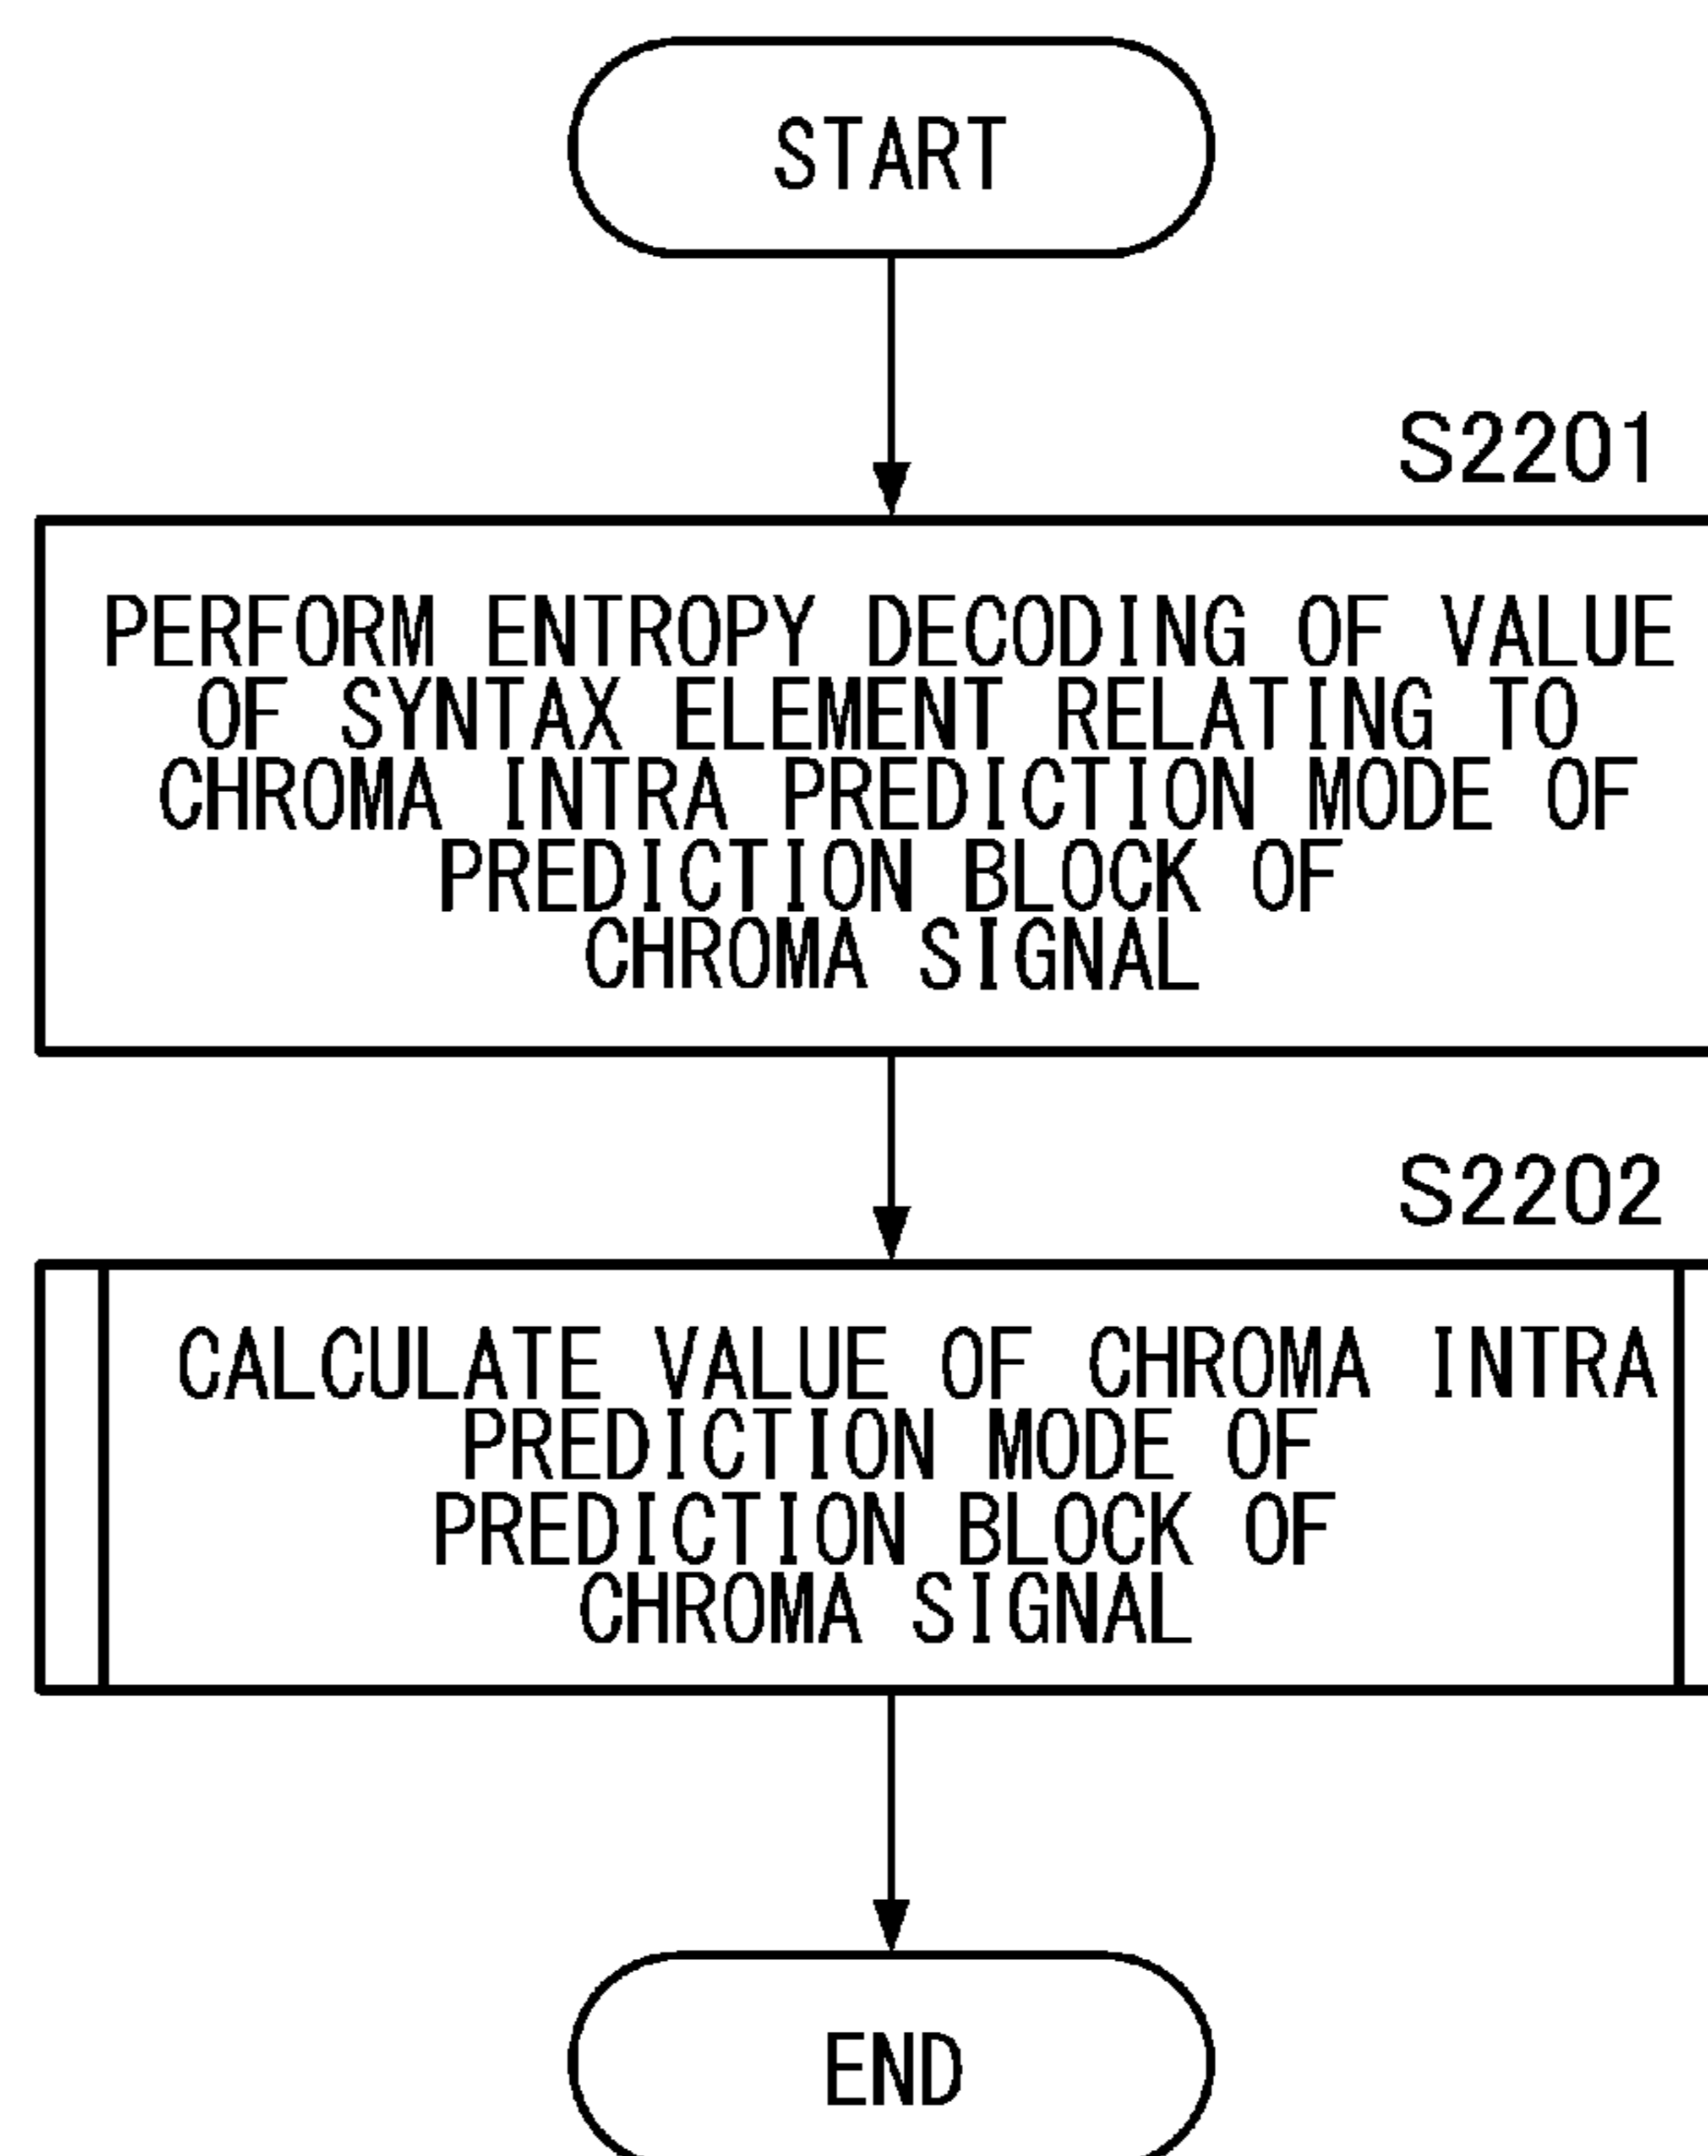 START
S2201
PERFORM ENTROPY DECODING OF VALUE
OF SYNTAX ELEMENT RELATING TO
CHROMA INTRA PREDICTION MODE OF
PREDICTION BLOCK OF
CHROMA SIGNAL
S2202
CALCULATE VALUE OF CHROMA INTRA
PREDICTION MODE OF
PREDICTION BLOCK OF
CHROMA SIGNAL
END